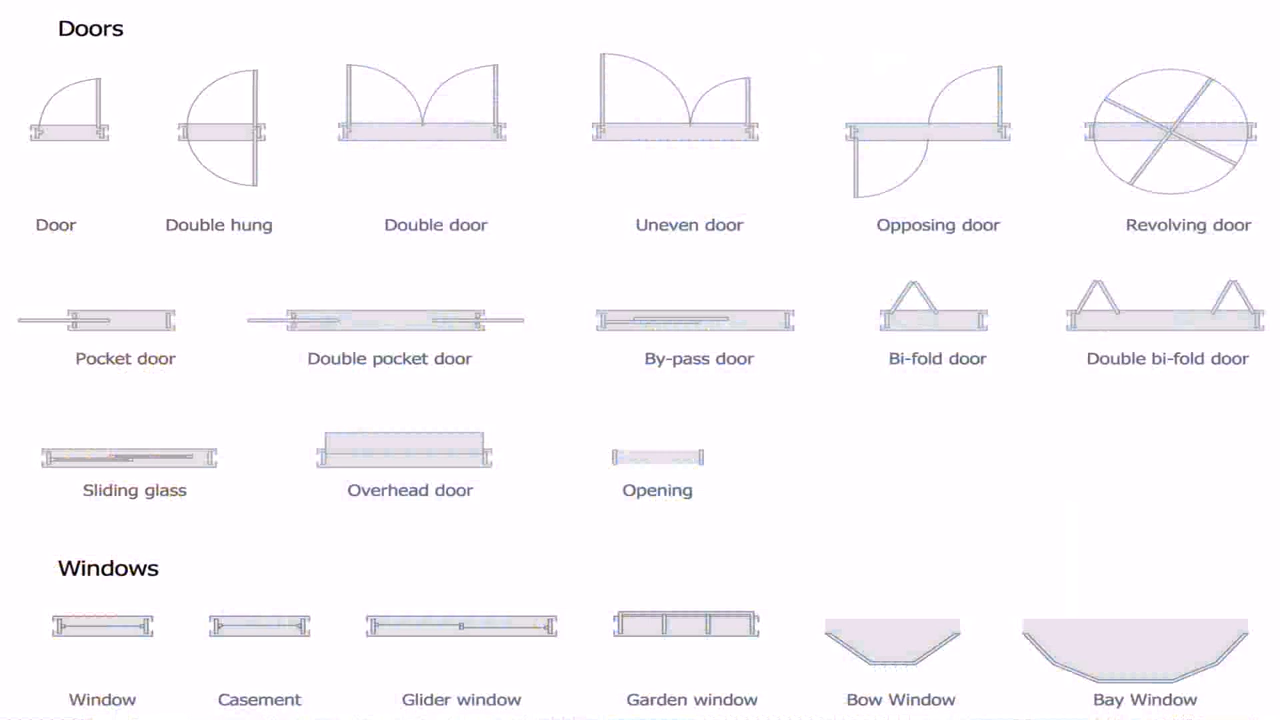 Doors
Door
Double hung
Double door
Uneven door
Opposing door
Revolving door
Pocket door
Double pocket door
By-pass door
Bi-fold door
Double bi-fold door
Sliding glass
Overhead door
Opening
Windows
Window
Casement
Glider window
Garden window
Bow Window
Bay Window